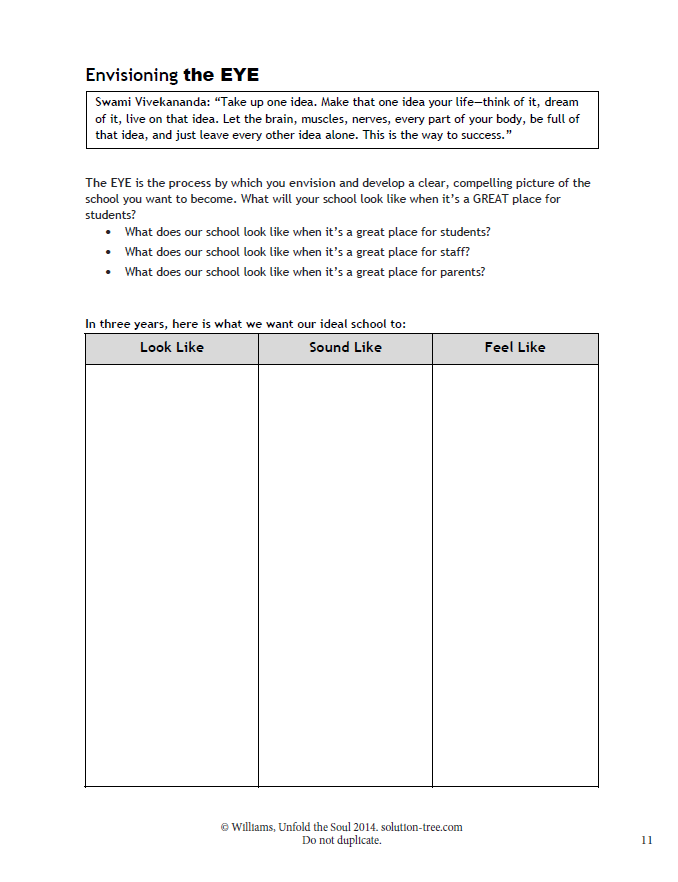 Envisioning the EYE
Swami Vivekananda: “Take up one idea. Make that one idea your life—think of it, dream
of it, live on that idea. Let the brain, muscles, nerves, every part of your body, be full of
that idea, and just leave every other idea alone. This is the way to success.”
The EYE is the process by which you envision and develop a clear, compelling picture of the
school you want to become. What will your school look like when it’s a GREAT place for
students?
• What does our school look like when it’s a great place for students?
• What does our school look like when it’s a great place for staff?
• What does our school look like when it’s a great place for parents?
In three years, here is what we want our ideal school to:
Look Like
Sound Like
Feel Like
© Williams, Unfold the Soul 2014. solution-tree.com
Do not duplicate.
11